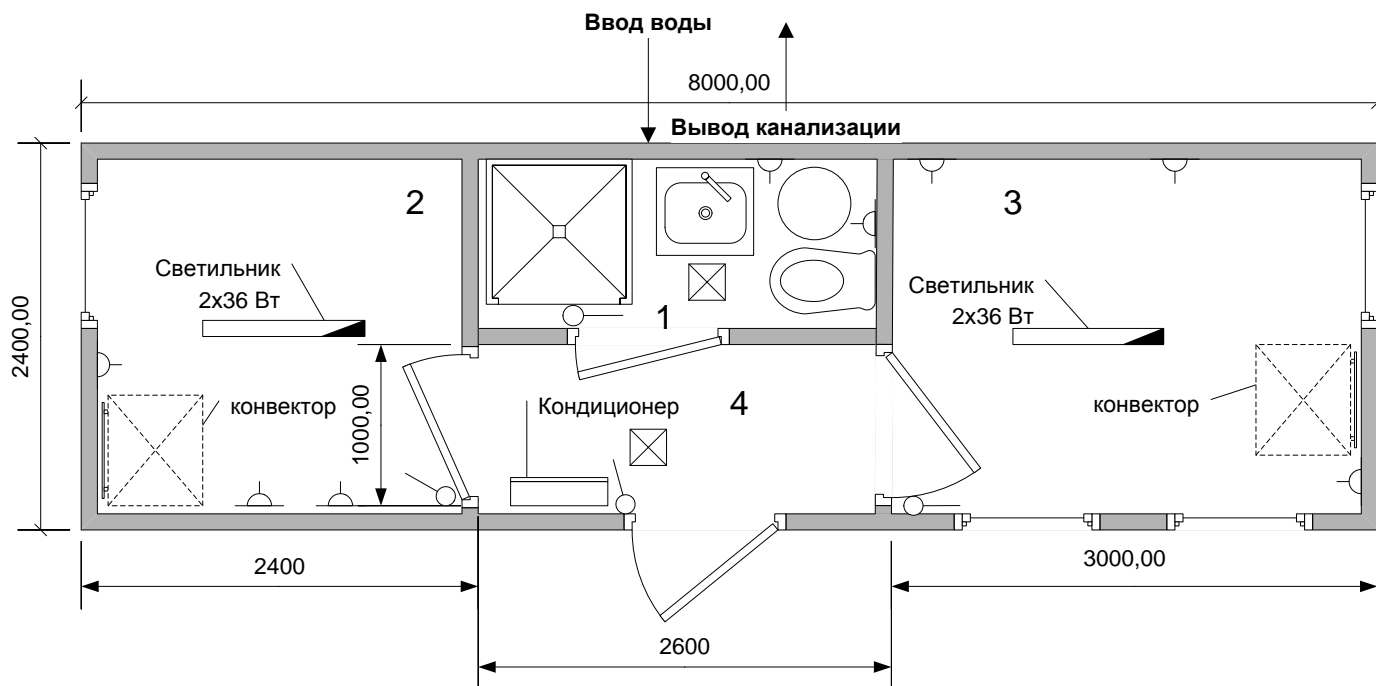 Ввод воды
8000,00
Вывод канализации
2
3
Светильник
2х36 Вт
Светильник
2х36 Вт
2400,00
1
конвектор
1000,00
Кондиционер
4
конвектор
2400
3000,00
2600